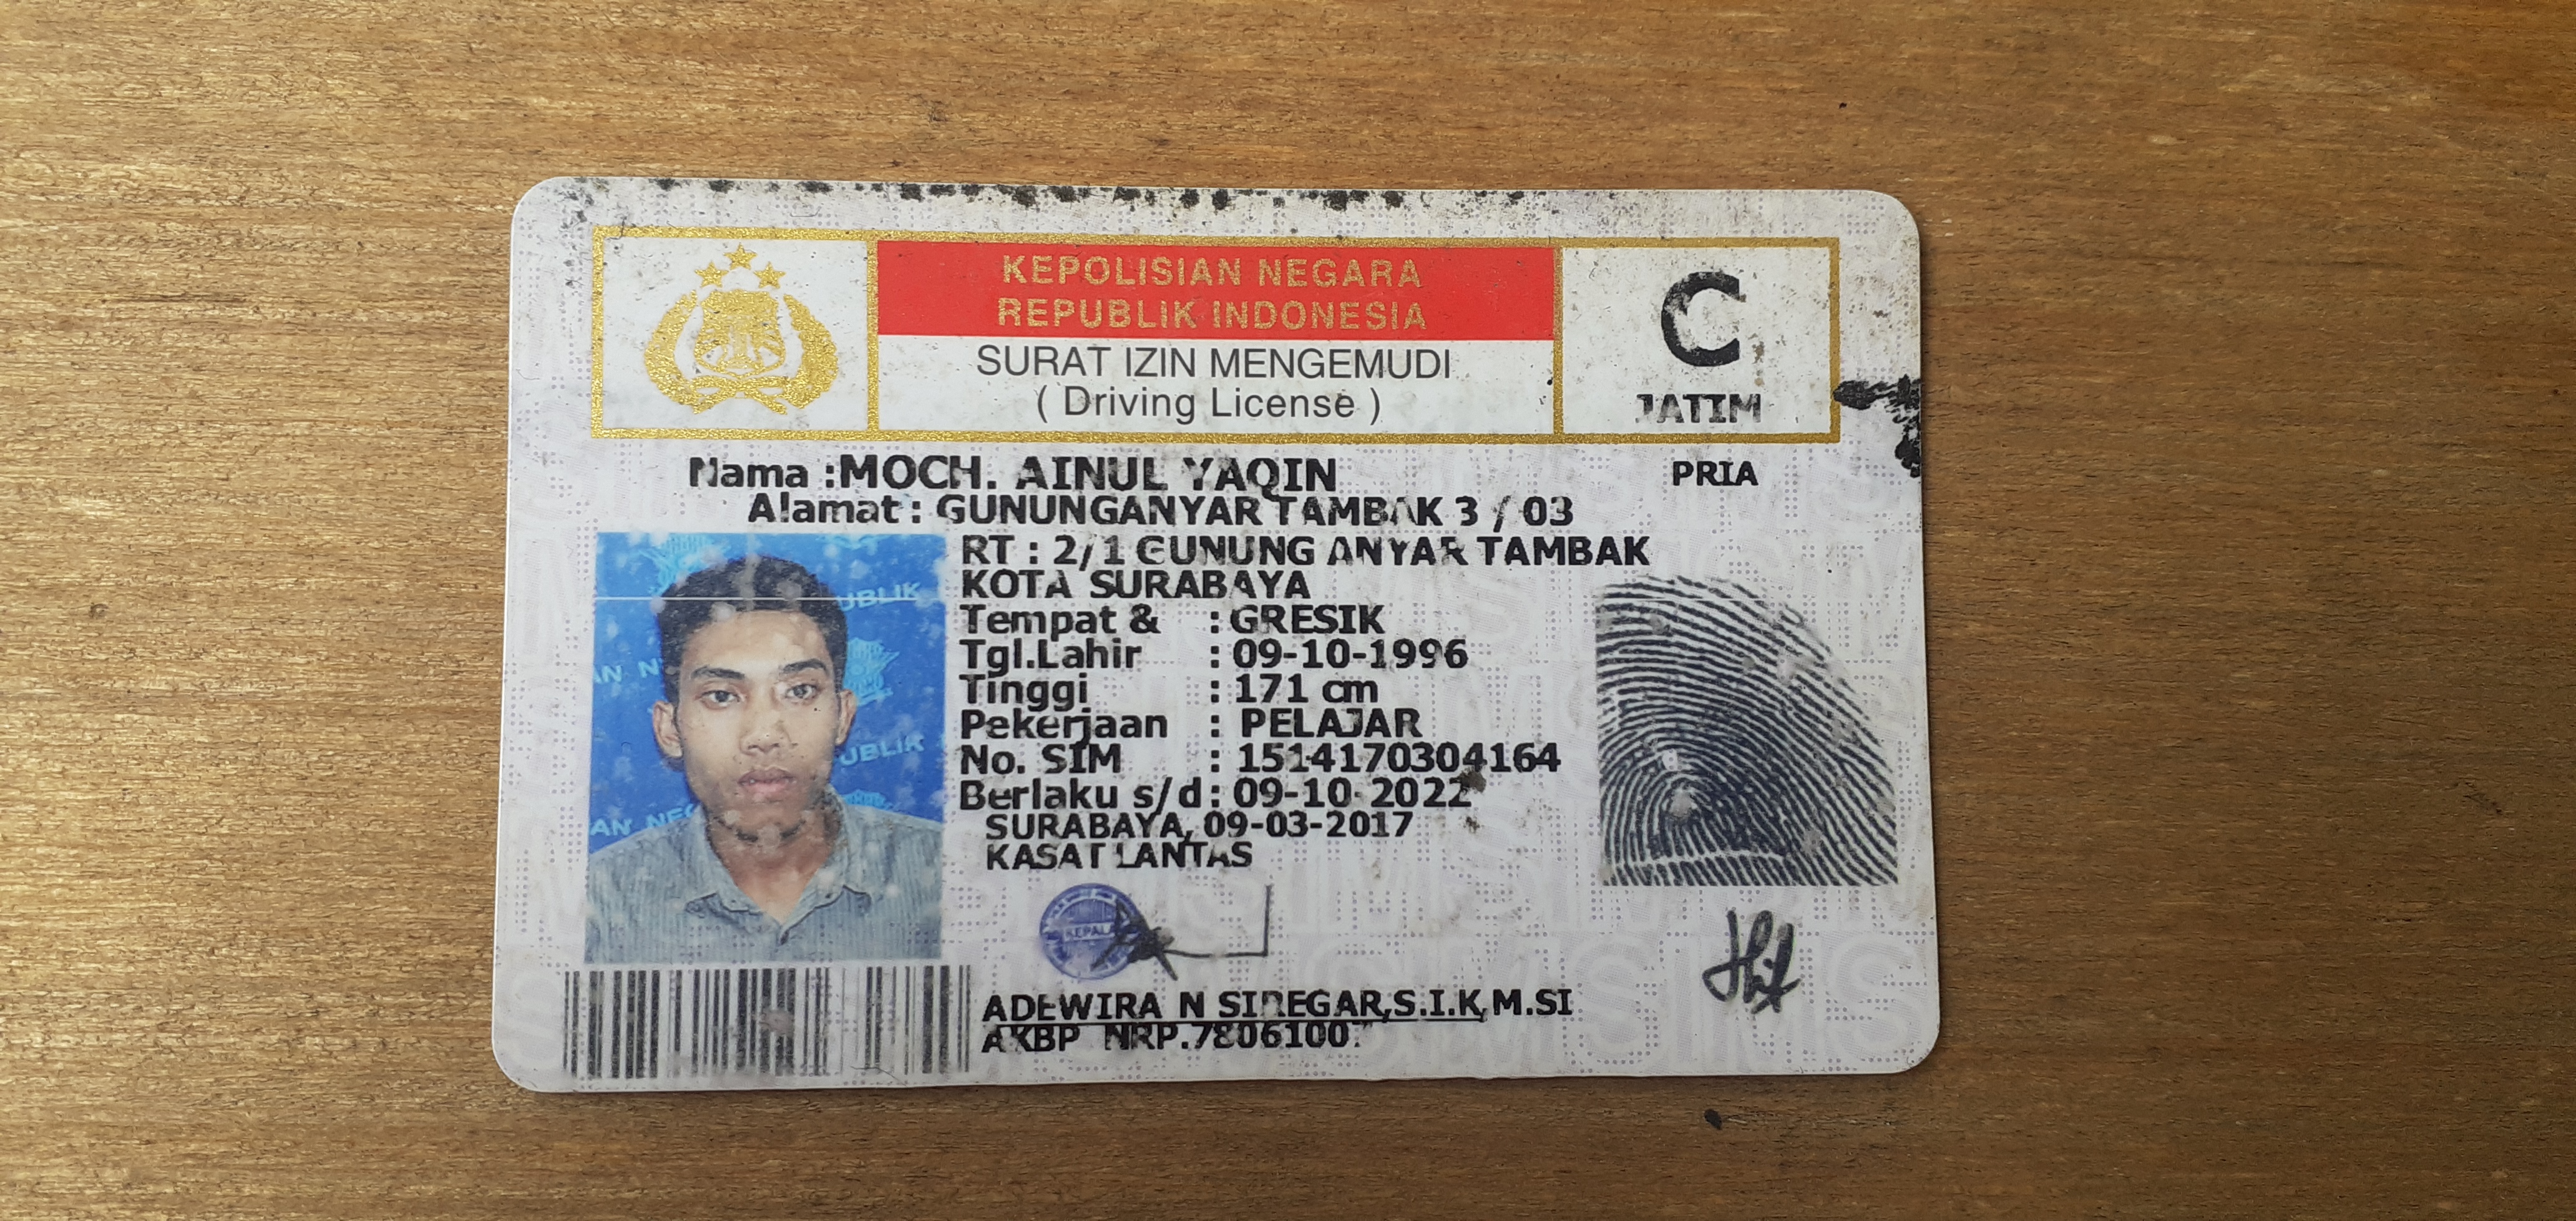 KEPOLISIAN NEGARA
REPUBLIK INDONESIA
SURAT IZIN MENGEMUDI
( Driving License )
C
JATIM
Nama : MOCH. AINUL YAQIN
PRIA
Alamat : GUNUNGANYAR TAMBAK 3 / 03
RT : 2/1 GUNUNG ANYAR TAMBAK
KOTA SURABAYA
Tempat & : GRESIK
Tgl.Lahir : 09-10-1996
Tinggi : 171 cm
Pekerjaan : PELAJAR
No. SIM : 1514170304164
Berlaku s/d : 09-10-2022
SURABAYA, 09-03-2017
KASAT LANTAS
ADEWIRA N SIREGAR,S.I.K,M.SI
AKBP NRP.7806100